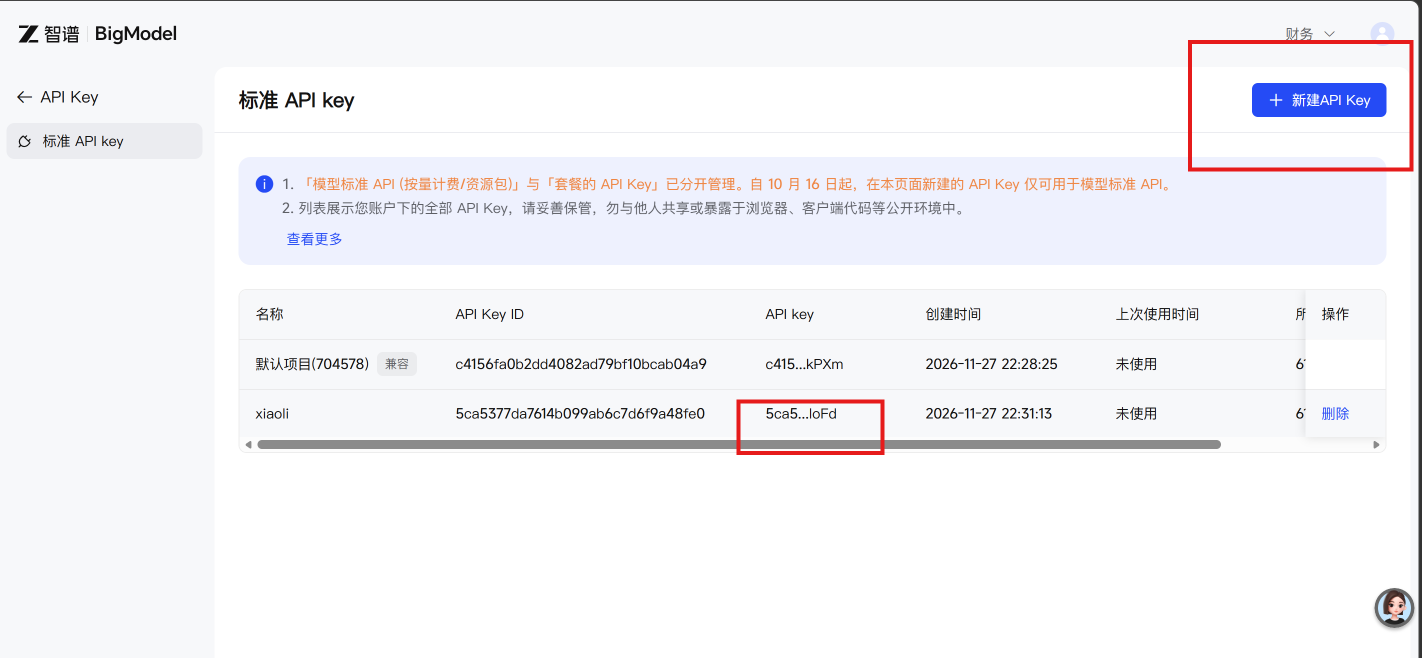 智谱 BigModel
财务
API Key
标准 API key
标准 API key
新建API Key
1. 「模型标准 API (按量计费/资源包)」与「套餐的 API Key」已分开管理。自 10 月 16 日起，在本页面新建的 API Key 仅可用于模型标准 API。
2. 列表展示您账户下的全部 API Key，请妥善保管，勿与他人共享或暴露于浏览器、客户端代码等公开环境中。
查看更多
名称 API Key ID API key 创建时间 上次使用时间 所 操作
默认项目(704578) 兼容 c4156fa0b2dd4082ad79bf10bcab04a9 c415...kPXm 2026-11-27 22:28:25 未使用 6
xiaoli 5ca5377da7614b099ab6c7d6f9a48fe0 5ca5...loFd 2026-11-27 22:31:13 未使用 6 删除